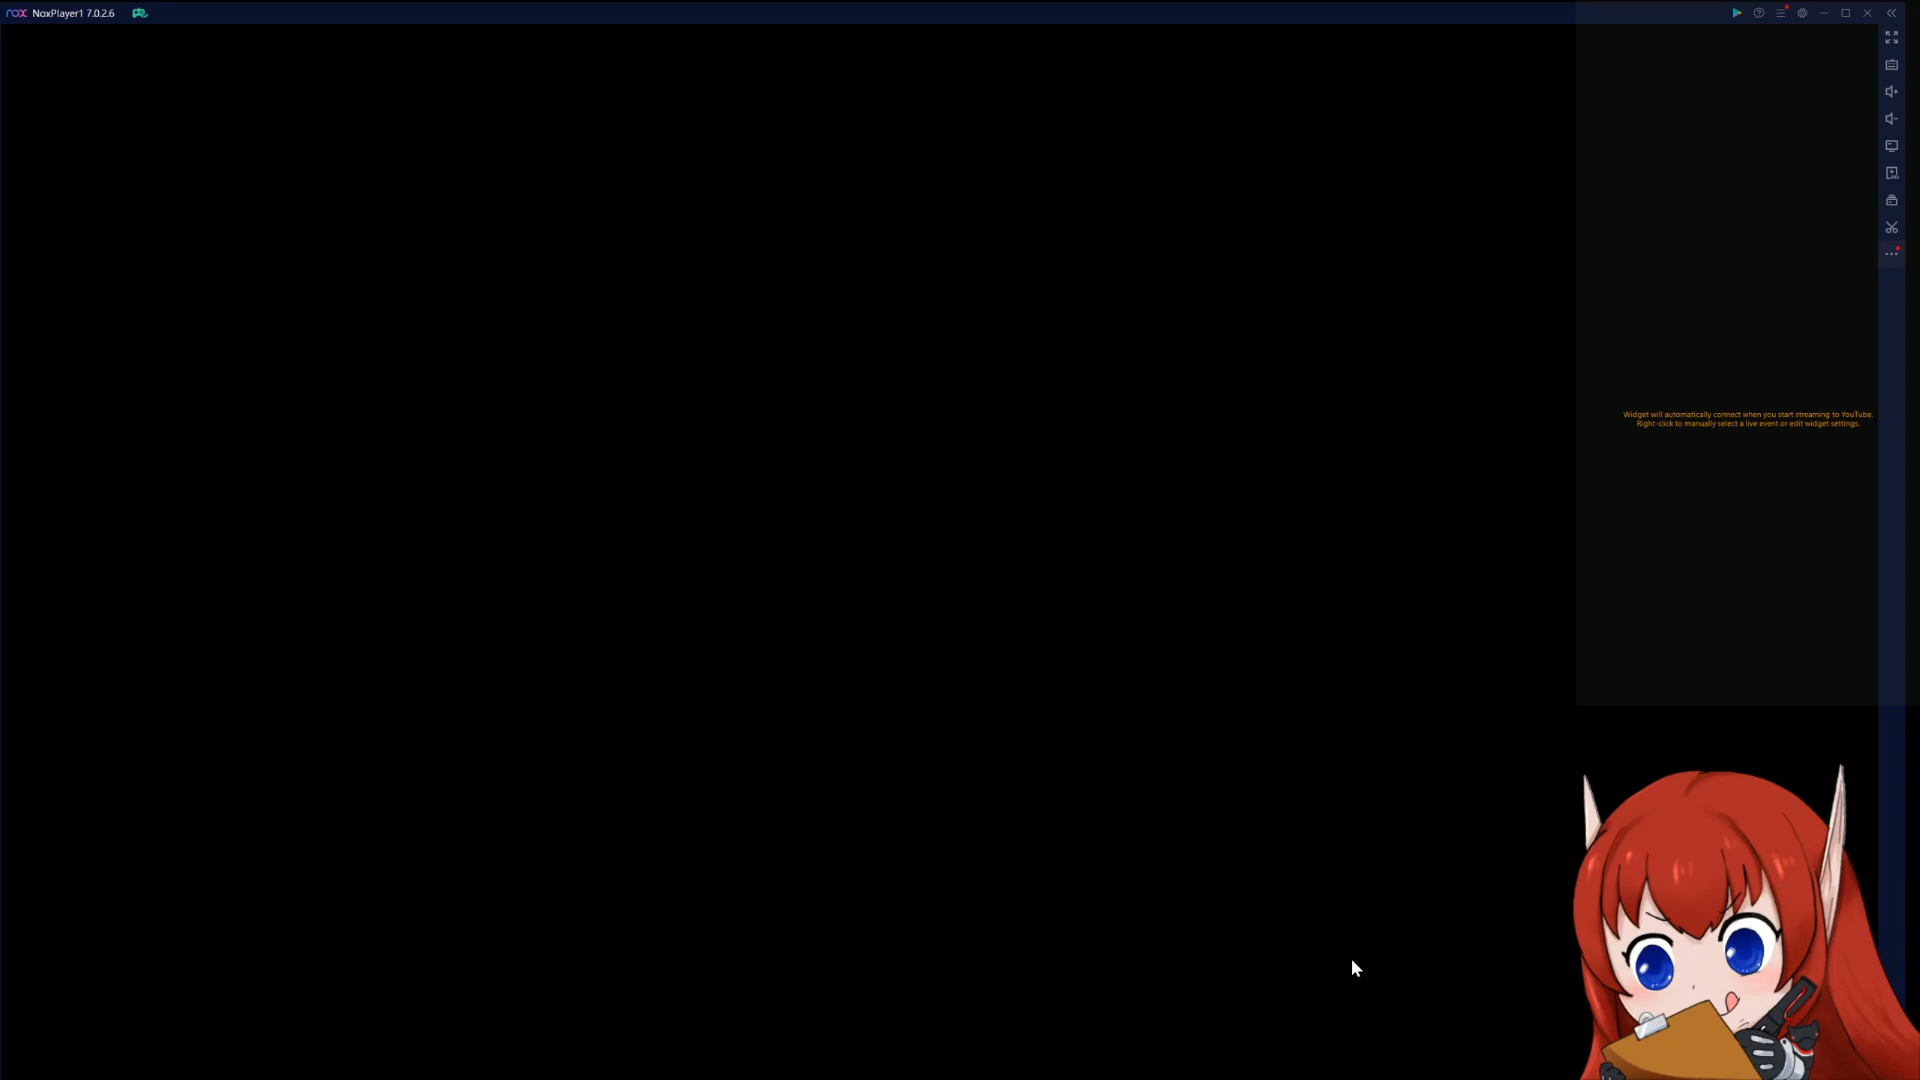 nox NoxPlayer1 7.0.2.6
Widget will automatically connect when you start streaming to YouTube.
Right-click to manually select a live event or edit widget settings.